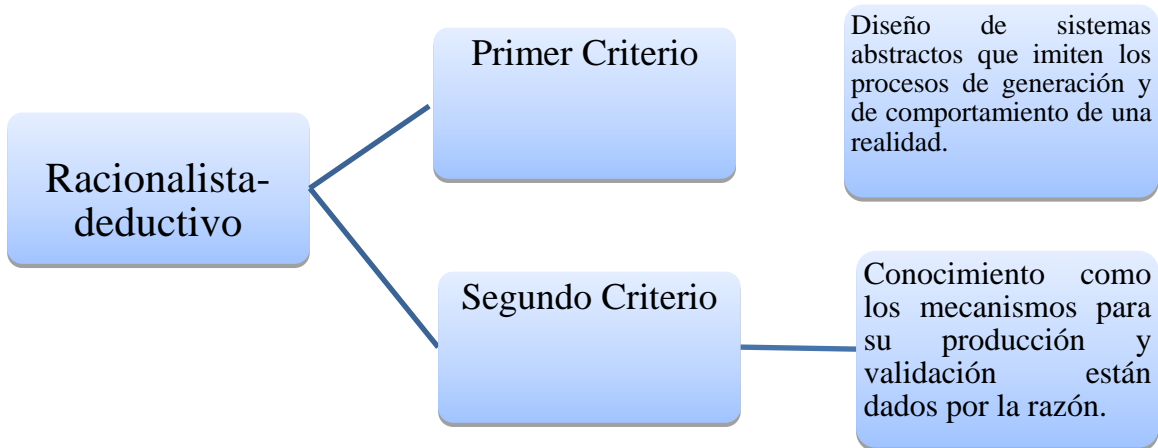 Racionalista-
deductivo
Primer Criterio
Diseño de sistemas
abstractos que imiten los
procesos de generación y
de comportamiento de una
realidad.
Segundo Criterio
Conocimiento como
los mecanismos para
su producción y
validación están
dados por la razón.